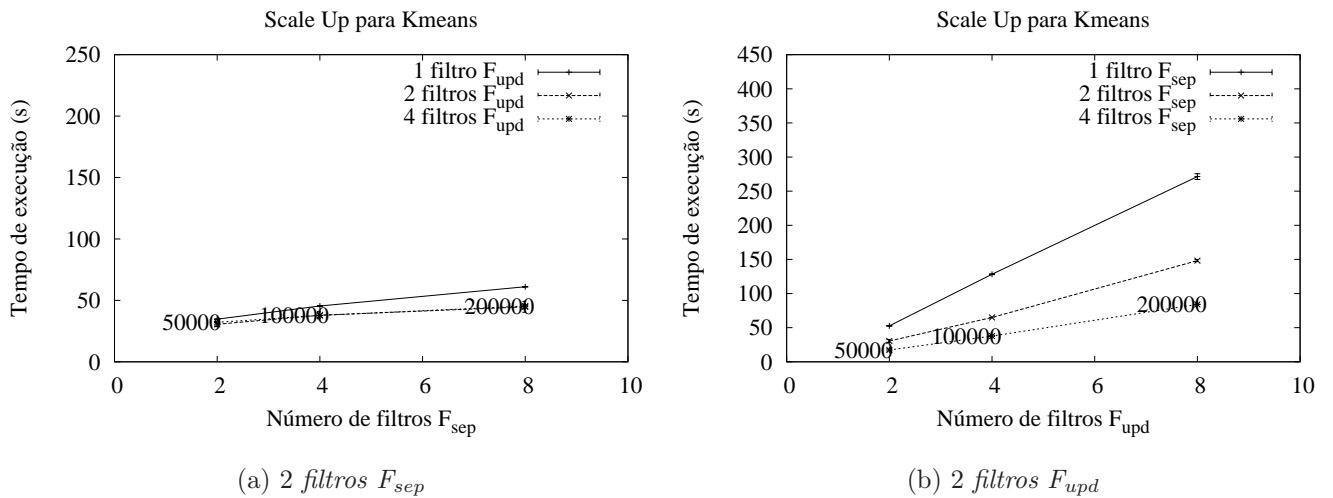 Scale Up para Kmeans
250
200
150
100
50
0
0 2 4 6 8 10
Tempo de execução (s)
Número de filtros F_sep
1 filtro F_upd
2 filtros F_upd
4 filtros F_upd
50000
100000
200000
(a) 2 filtros F_sep
Scale Up para Kmeans
450
400
350
300
250
200
150
100
50
0
0 2 4 6 8 10
Tempo de execução (s)
Número de filtros F_upd
1 filtro F_sep
2 filtros F_sep
4 filtros F_sep
50000
100000
200000
(b) 2 filtros F_upd